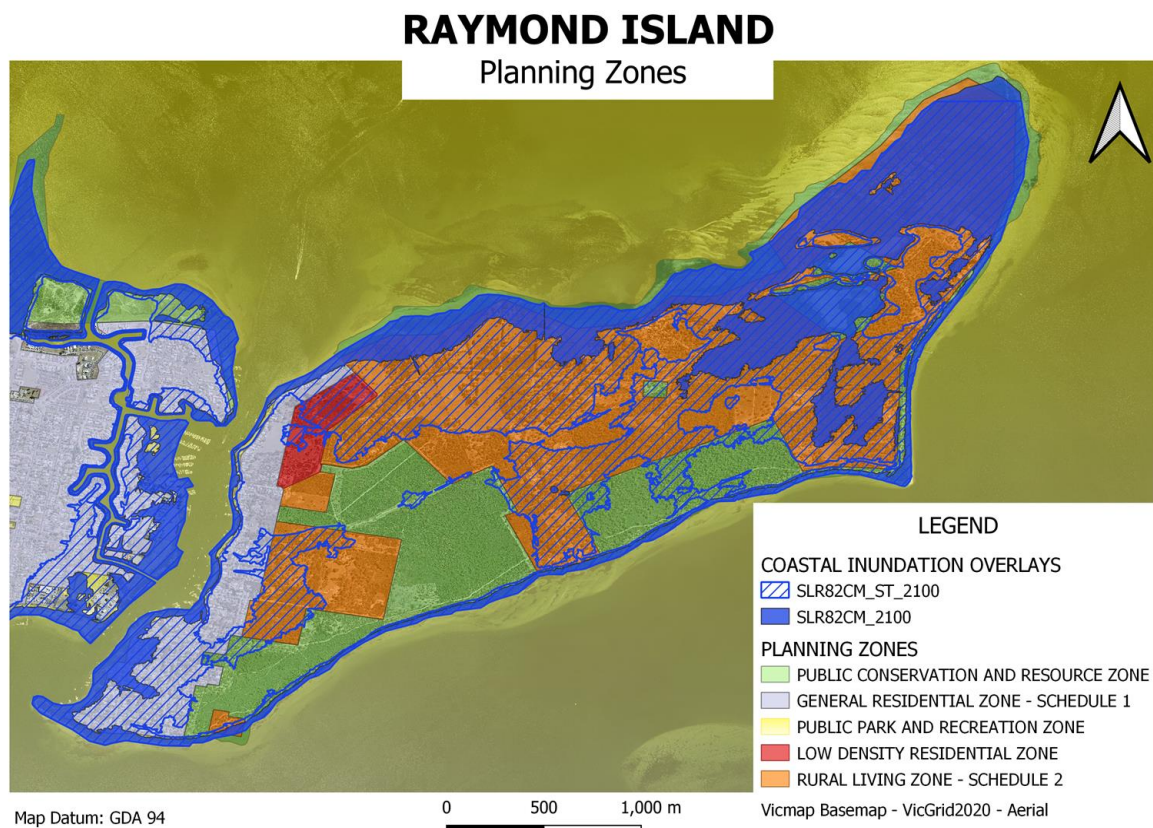 RAYMOND ISLAND
Planning Zones
LEGEND
COASTAL INUNDATION OVERLAYS
SLR82CM_ST_2100
SLR82CM_2100
PLANNING ZONES
PUBLIC CONSERVATION AND RESOURCE ZONE
GENERAL RESIDENTIAL ZONE - SCHEDULE 1
PUBLIC PARK AND RECREATION ZONE
LOW DENSITY RESIDENTIAL ZONE
RURAL LIVING ZONE - SCHEDULE 2
Map Datum: GDA 94
0 500 1,000 m
Vicmap Basemap - VicGrid2020 - Aerial